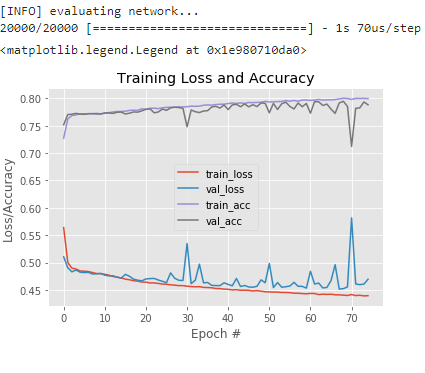 [INFO] evaluating network...
20000/20000 [==============================] - 1s 70us/step
<matplotlib.legend.Legend at 0x1e980710da0>
Training Loss and Accuracy
0.80
0.75
0.70
0.65
0.60
0.55
0.50
0.45
Loss/Accuracy
train_loss
val_loss
train_acc
val_acc
0 10 20 30 40 50 60 70
Epoch #